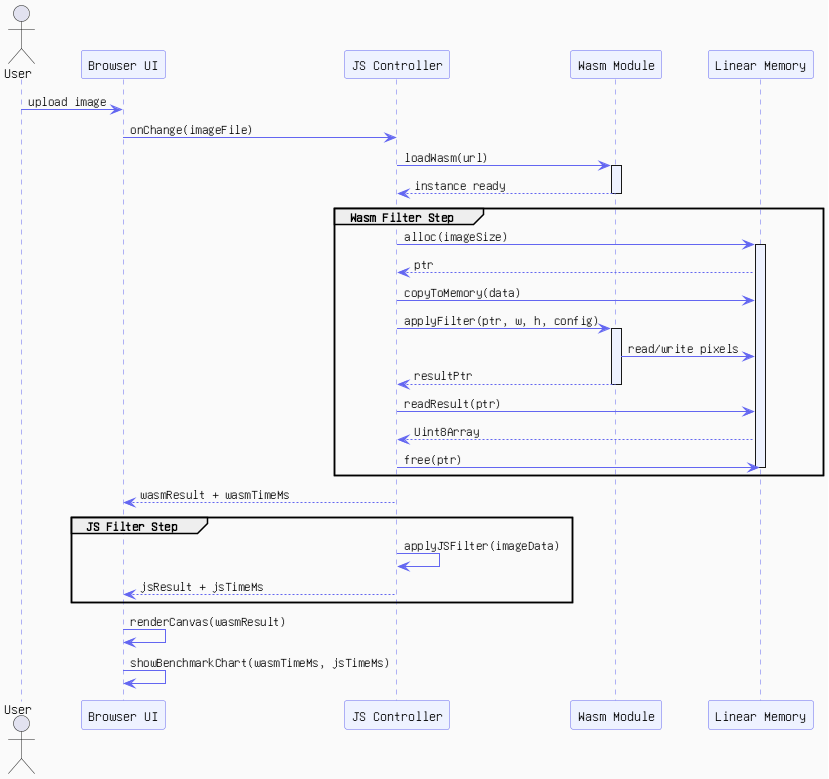 User
Browser UI
JS Controller
Wasm Module
Linear Memory
upload image
onChange(imageFile)
loadWasm(url)
instance ready
Wasm Filter Step
alloc(imageSize)
ptr
copyToMemory(data)
applyFilter(ptr, w, h, config)
read/write pixels
resultPtr
readResult(ptr)
Uint8Array
free(ptr)
wasmResult + wasmTimeMs
JS Filter Step
applyJSFilter(imageData)
jsResult + jsTimeMs
renderCanvas(wasmResult)
showBenchmarkChart(wasmTimeMs, jsTimeMs)
User
Browser UI
JS Controller
Wasm Module
Linear Memory